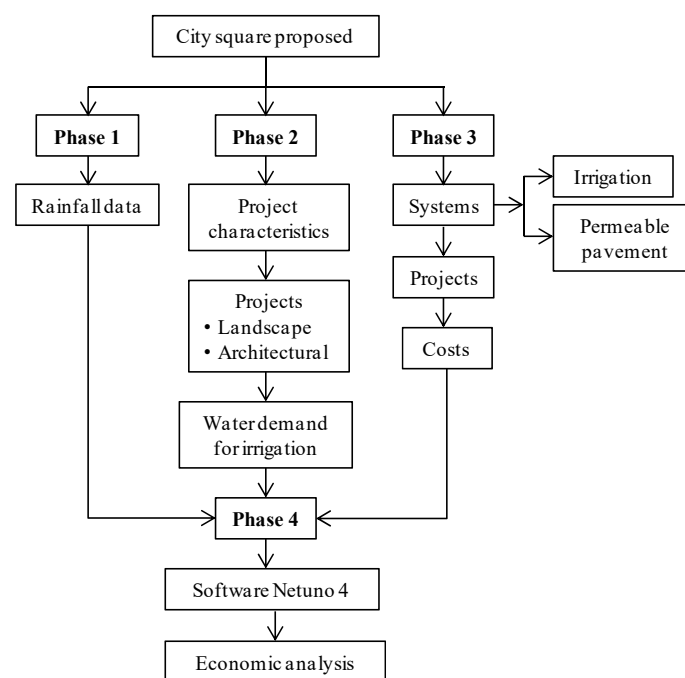 City square proposed
Phase 1
Phase 2
Phase 3
Rainfall data
Project
characteristics
Systems
Irrigation
Permeable
pavement
Projects
• Landscape
• Architectural
Projects
Costs
Water demand
for irrigation
Phase 4
Software Netuno 4
Economic analysis